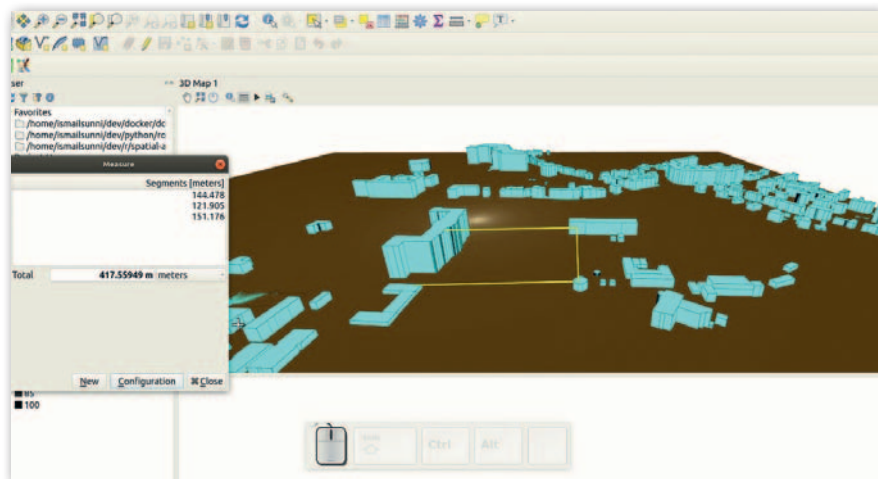 ser
3D Map 1
Favorites
/home/ismailsunni/dev/docker/dc
/home/ismailsunni/dev/python/ro
/home/ismailsunni/dev/r/spatial-a
Measure
Segments [meters]
144.478
121.905
151.176
Total 417.55949 m meters
New Configuration ⌘Close
85
100
Ctrl Alt